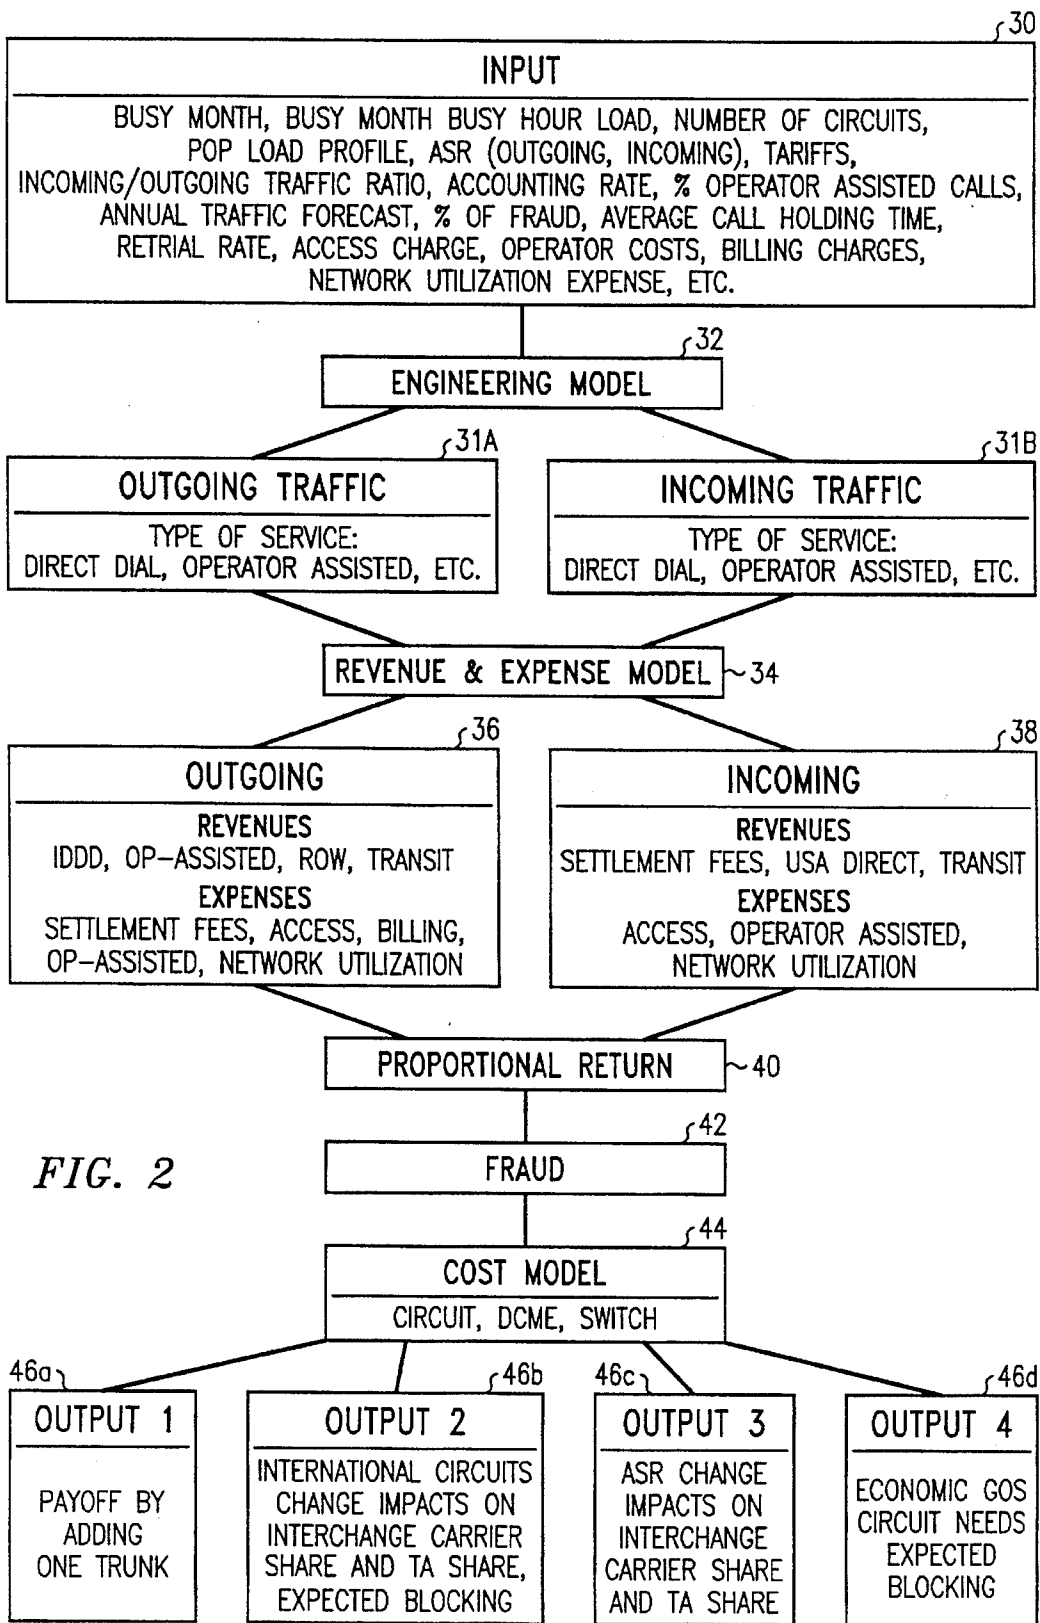 30
INPUT
BUSY MONTH, BUSY MONTH BUSY HOUR LOAD, NUMBER OF CIRCUITS,
POP LOAD PROFILE, ASR (OUTGOING, INCOMING), TARIFFS,
INCOMING/OUTGOING TRAFFIC RATIO, ACCOUNTING RATE, % OPERATOR ASSISTED CALLS,
ANNUAL TRAFFIC FORECAST, % OF FRAUD, AVERAGE CALL HOLDING TIME,
RETRIAL RATE, ACCESS CHARGE, OPERATOR COSTS, BILLING CHARGES,
NETWORK UTILIZATION EXPENSE, ETC.
32
ENGINEERING MODEL
31A
OUTGOING TRAFFIC
TYPE OF SERVICE:
DIRECT DIAL, OPERATOR ASSISTED, ETC.
31B
INCOMING TRAFFIC
TYPE OF SERVICE:
DIRECT DIAL, OPERATOR ASSISTED, ETC.
REVENUE & EXPENSE MODEL
34
36
OUTGOING
REVENUES
IDDD, OP-ASSISTED, ROW, TRANSIT
EXPENSES
SETTLEMENT FEES, ACCESS, BILLING,
OP-ASSISTED, NETWORK UTILIZATION
38
INCOMING
REVENUES
SETTLEMENT FEES, USA DIRECT, TRANSIT
EXPENSES
ACCESS, OPERATOR ASSISTED,
NETWORK UTILIZATION
PROPORTIONAL RETURN
40
42
FRAUD
FIG. 2
44
COST MODEL
CIRCUIT, DCME, SWITCH
46a
OUTPUT 1
PAYOFF BY
ADDING
ONE TRUNK
46b
OUTPUT 2
INTERNATIONAL CIRCUITS
CHANGE IMPACTS ON
INTERCHANGE CARRIER
SHARE AND TA SHARE,
EXPECTED BLOCKING
46c
OUTPUT 3
ASR CHANGE
IMPACTS ON
INTERCHANGE
CARRIER SHARE
AND TA SHARE
46d
OUTPUT 4
ECONOMIC GOS
CIRCUIT NEEDS
EXPECTED
BLOCKING